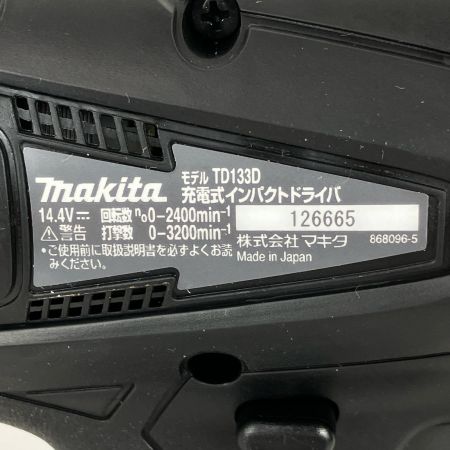 モデル TD133D
makita 充電式インパクトドライバ
14.4V⎓ 回転数 n₀0-2400min⁻¹ 126665
⚠警告 打撃数 0-3200min⁻¹ 株式会社 マキタ 868096-5
・ご使用前に取扱説明書を必ずよくお読 Made in Japan
みください。